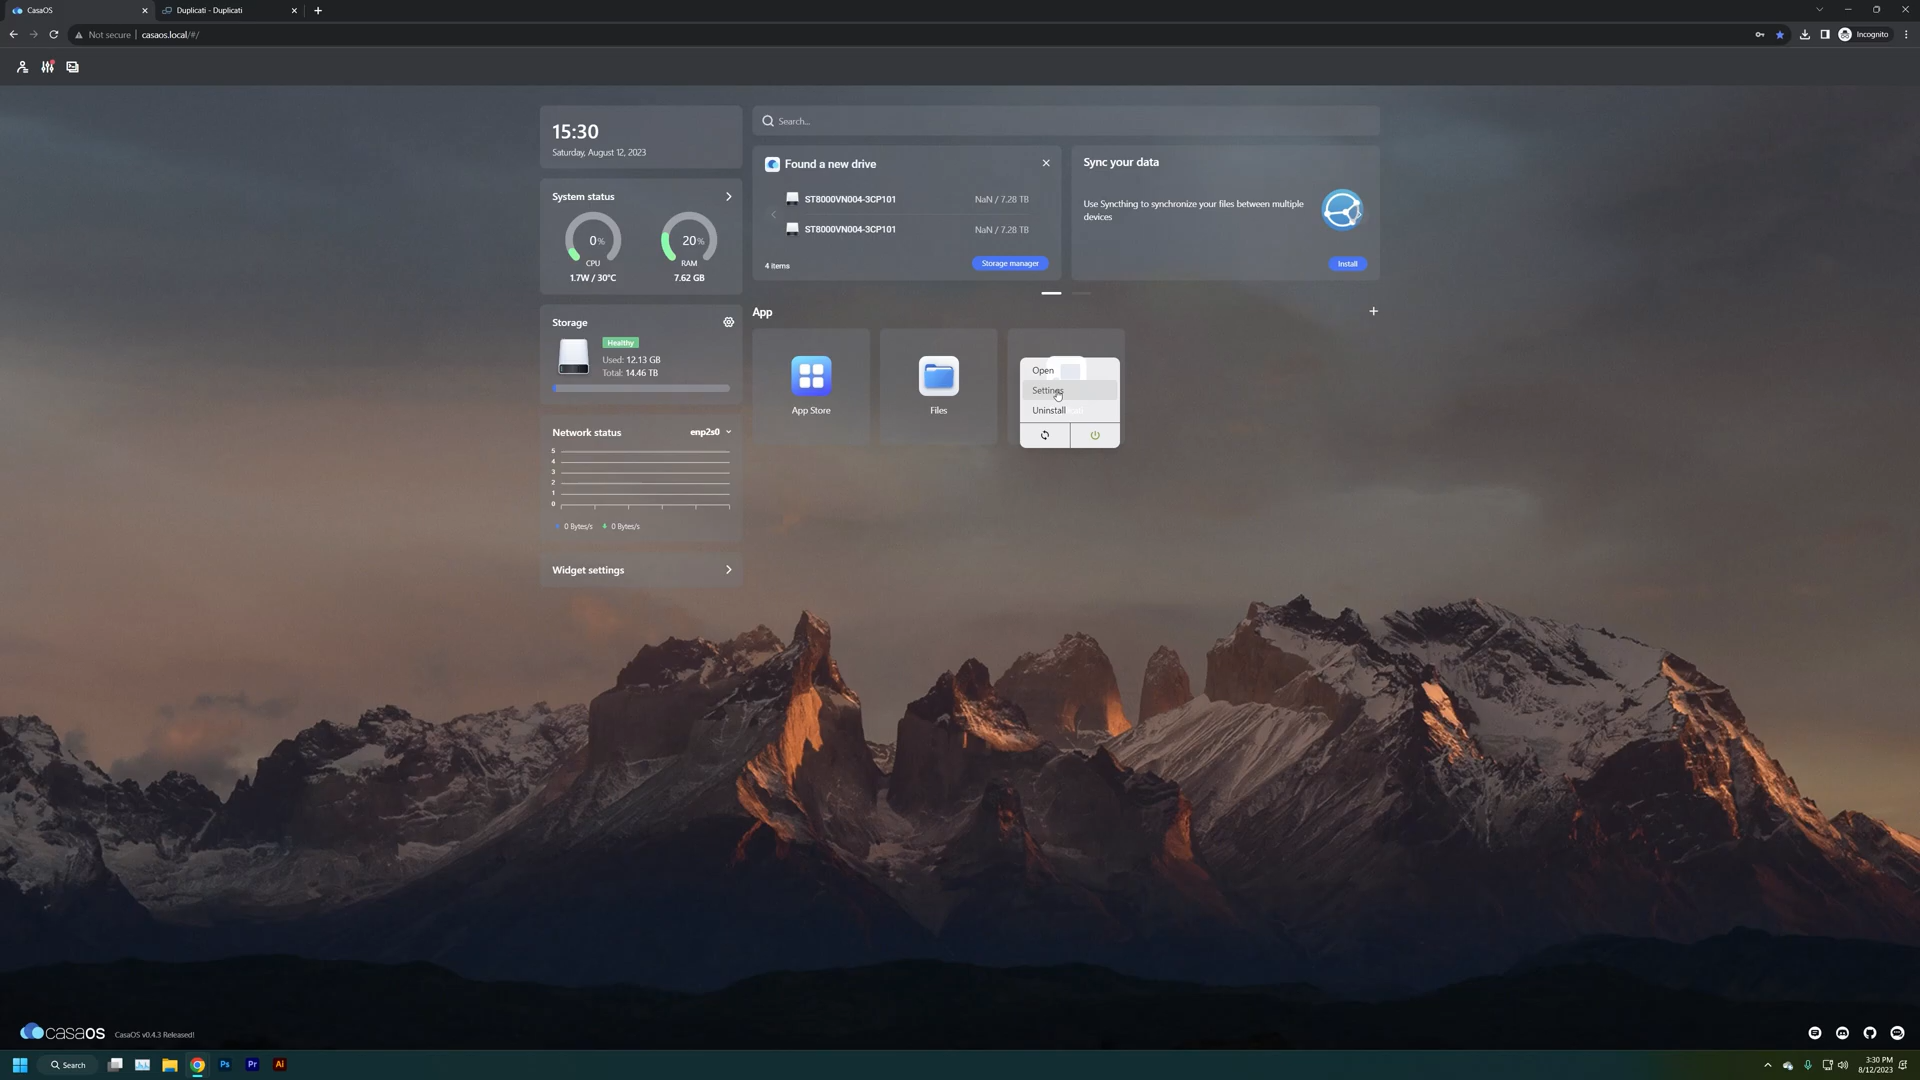 CasaOS
Duplicati - Duplicati
Not secure
casaos.local/#/
Incognito
15:30
Saturday, August 12, 2023
Search...
Found a new drive
ST8000VN004-3CP101
NaN / 7.28 TB
ST8000VN004-3CP101
NaN / 7.28 TB
4 items
Storage manager
Sync your data
Use Syncthing to synchronize your files between multiple
devices
Install
System status
0%
CPU
1.7W / 30°C
20%
RAM
7.62 GB
Storage
Healthy
Used: 12.13 GB
Total: 14.46 TB
Network status
enp2s0
5
4
3
2
1
0
0 Bytes/s
0 Bytes/s
Widget settings
App
App Store
Files
Open
Settings
Uninstall
casaos
CasaOS v0.4.3 Released!
Search
Ps
Pr
Ai
3:30 PM
8/12/2023